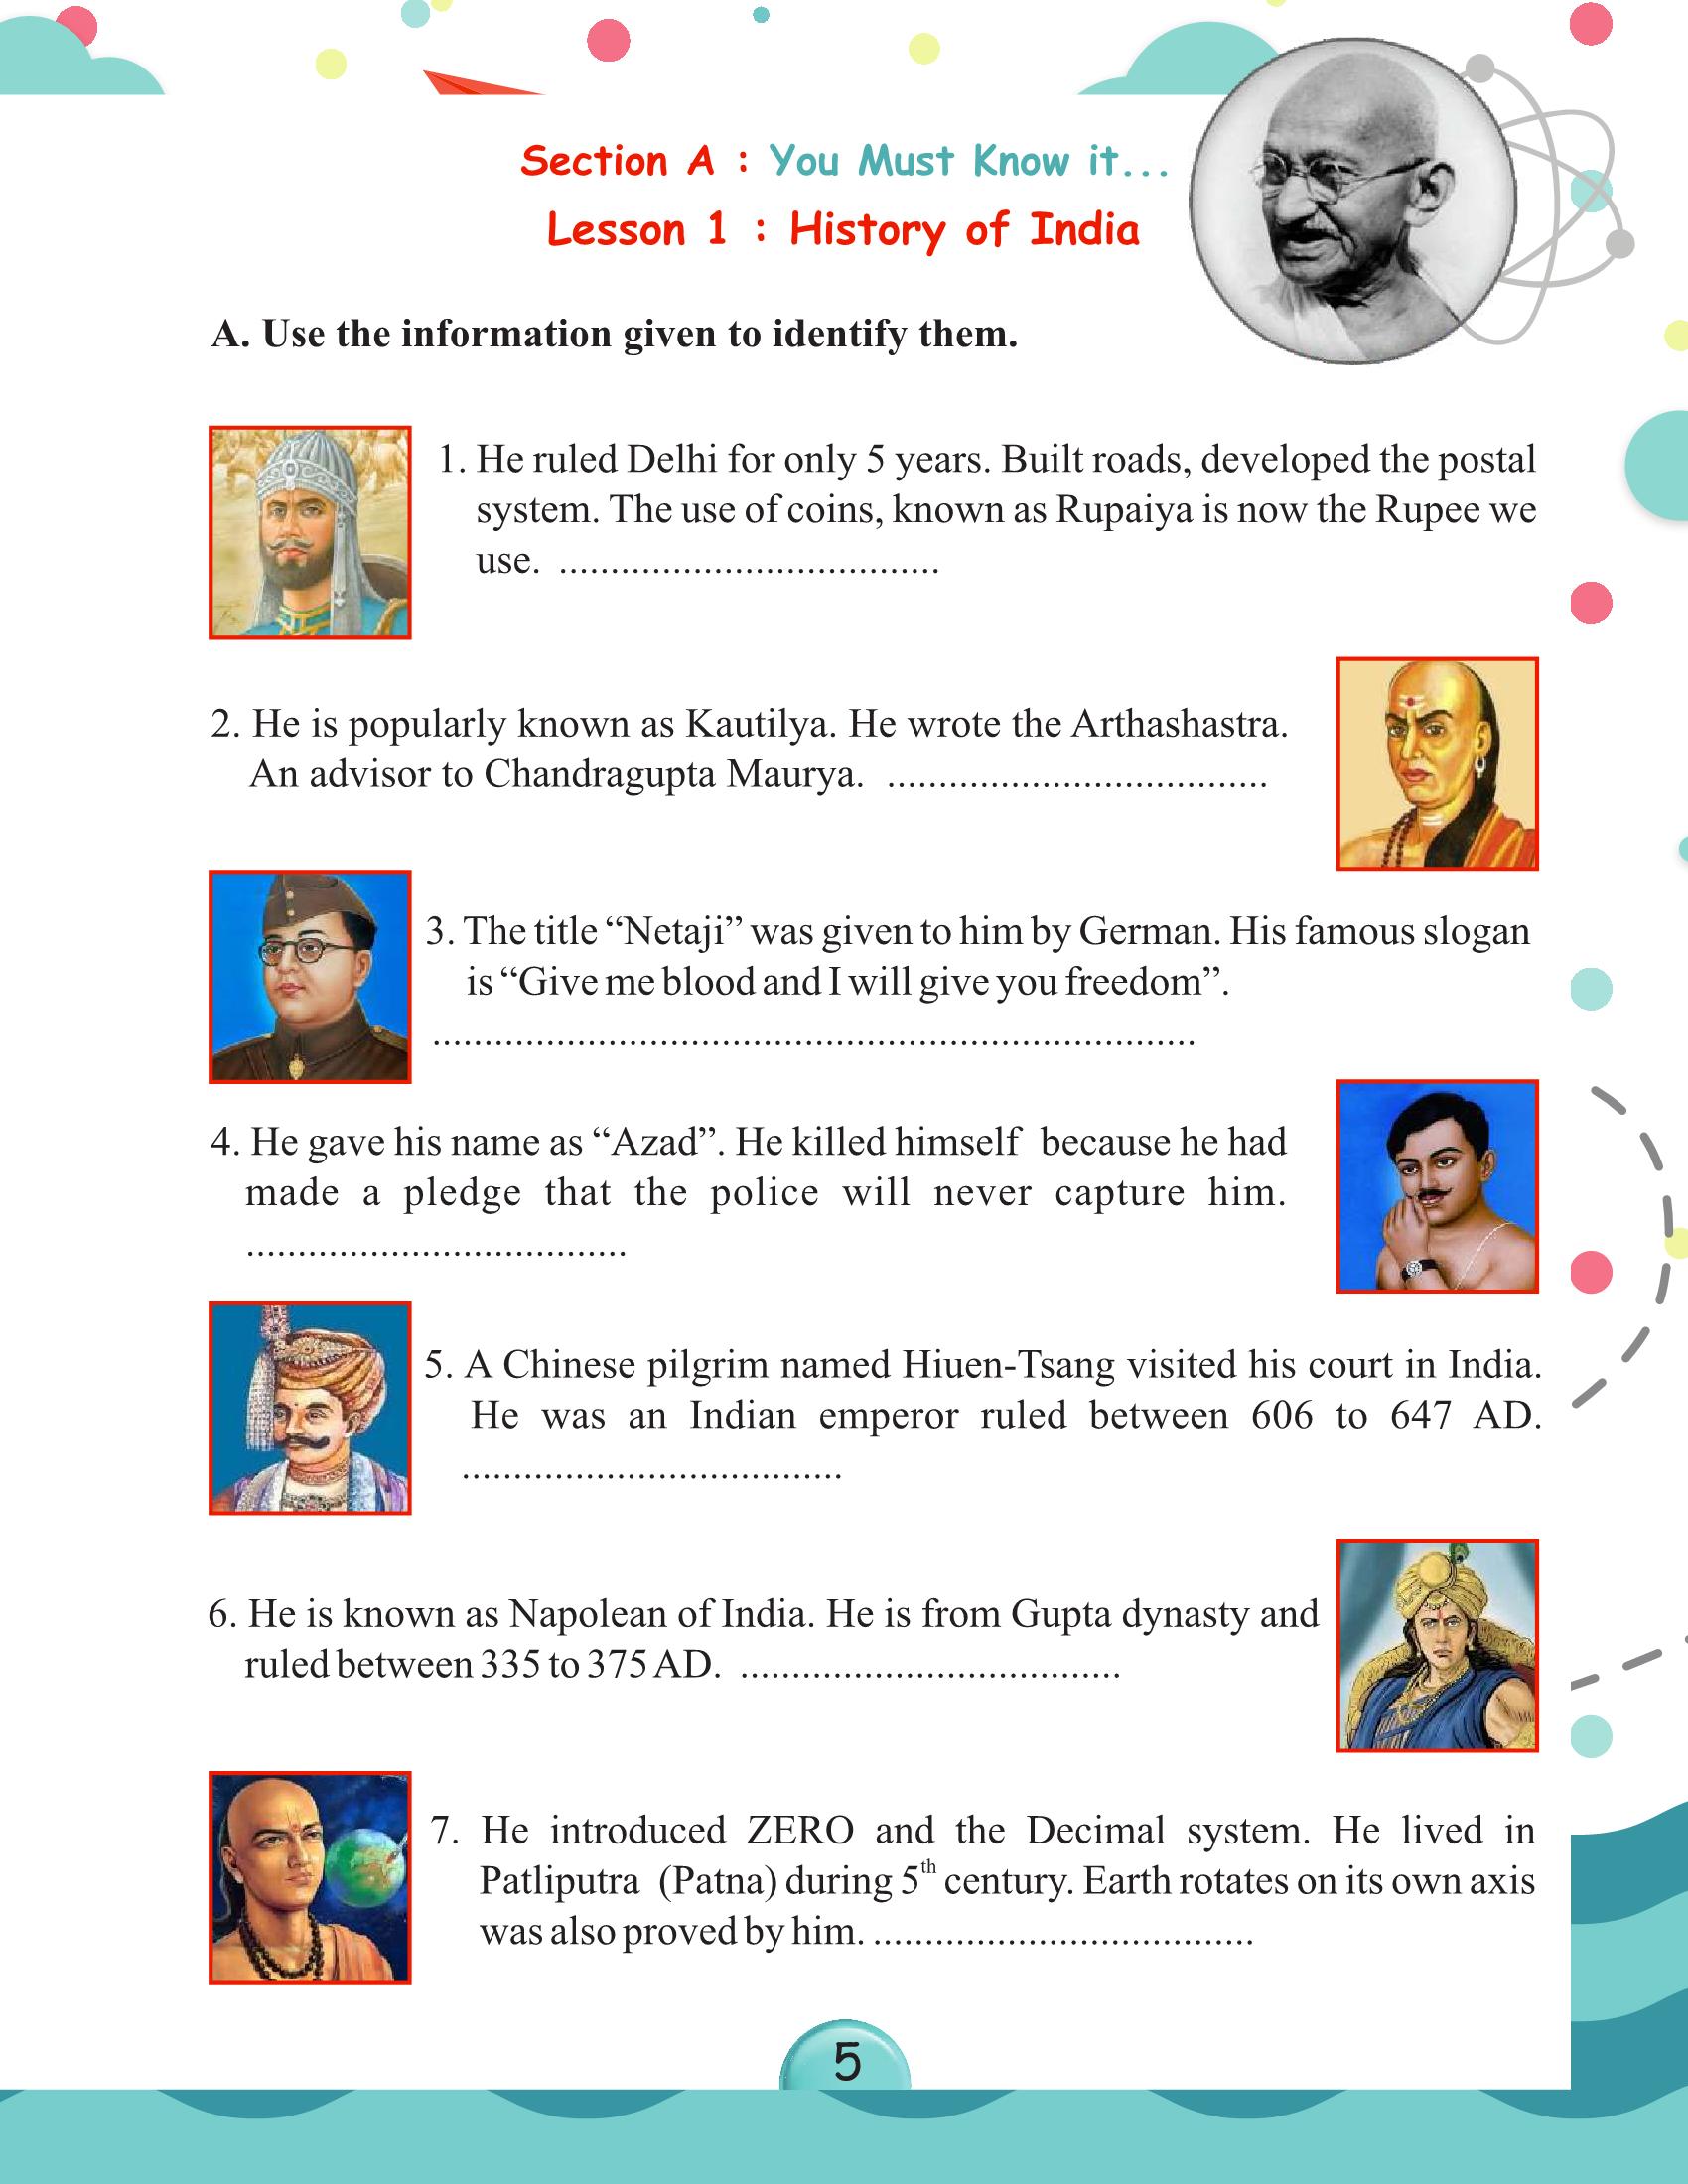 Section A : You Must Know it...
Lesson 1 : History of India
A. Use the information given to identify them.
1. He ruled Delhi for only 5 years. Built roads, developed the postal
system. The use of coins, known as Rupaiya is now the Rupee we
use. .....................................
2. He is popularly known as Kautilya. He wrote the Arthashastra.
An advisor to Chandragupta Maurya. .....................................
3. The title “Netaji” was given to him by German. His famous slogan
is “Give me blood and I will give you freedom”.
..........................................................................
4. He gave his name as “Azad”. He killed himself because he had
made a pledge that the police will never capture him.
.....................................
5. A Chinese pilgrim named Hiuen-Tsang visited his court in India.
He was an Indian emperor ruled between 606 to 647 AD.
.....................................
6. He is known as Napolean of India. He is from Gupta dynasty and
ruled between 335 to 375 AD. .....................................
7. He introduced ZERO and the Decimal system. He lived in
Patliputra (Patna) during 5th century. Earth rotates on its own axis
was also proved by him. .....................................
5